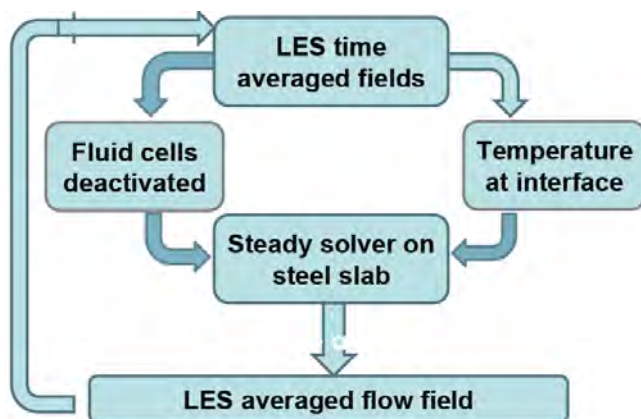 LES time
averaged fields
Fluid cells
deactivated
Temperature
at interface
Steady solver on
steel slab
LES averaged flow field